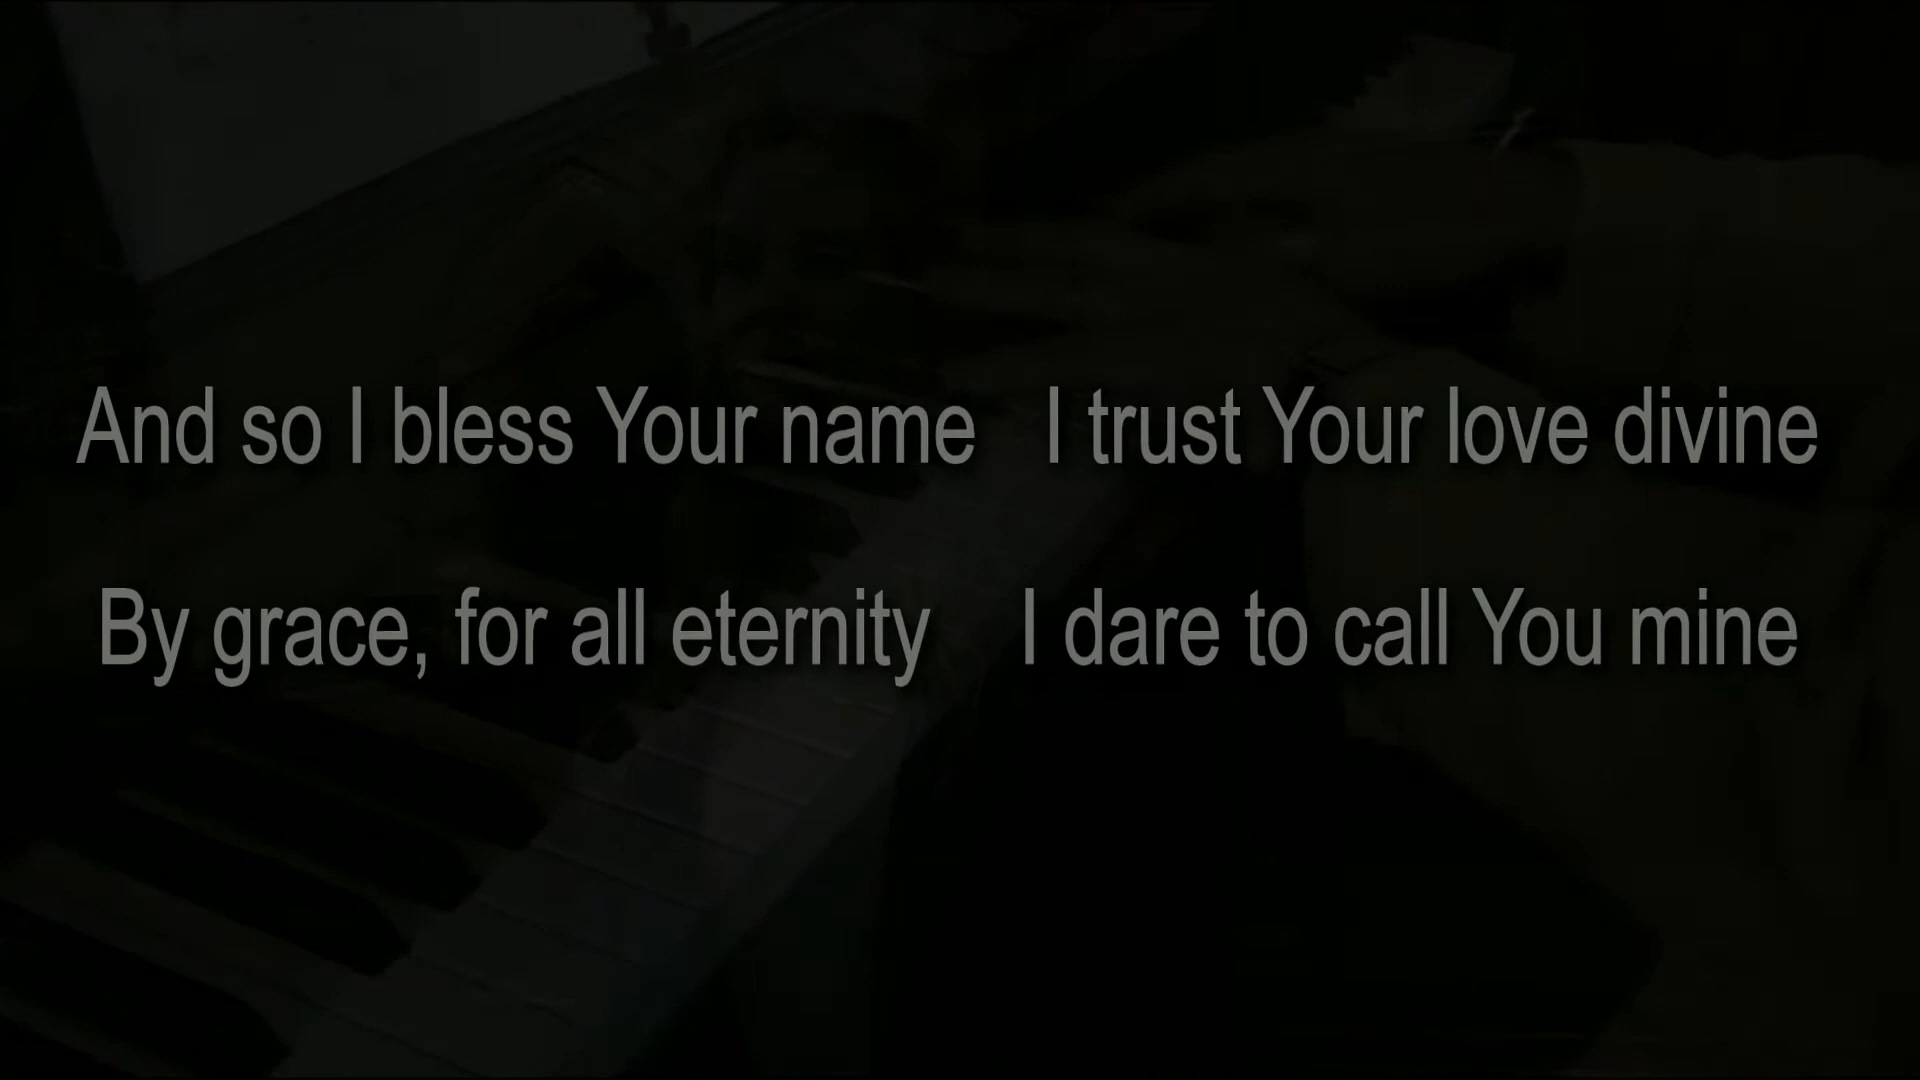 And so I bless Your name I trust Your love divine
By grace, for all eternity I dare to call You mine